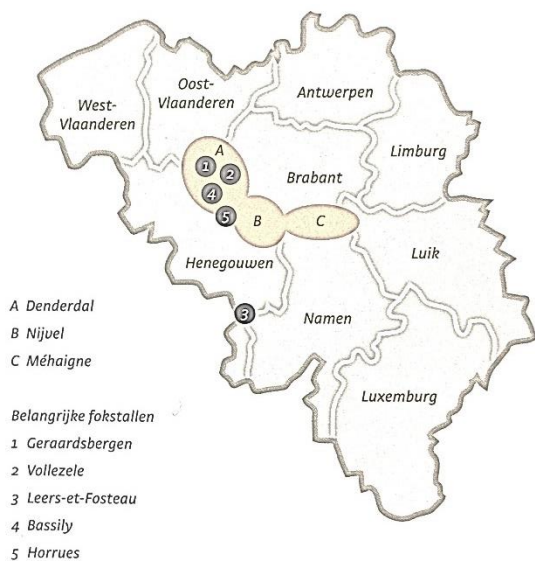 Oost-
Vlaanderen
West-
Vlaanderen
Antwerpen
Limburg
A
1
2
4
5
Brabant
B
C
Henegouwen
Luik
3
Namen
Luxemburg
A Denderdal
B Nijvel
C Méhaigne
Belangrijke fokstallen
1 Geraardsbergen
2 Vollezele
3 Leers-et-Fosteau
4 Bassily
5 Horrues